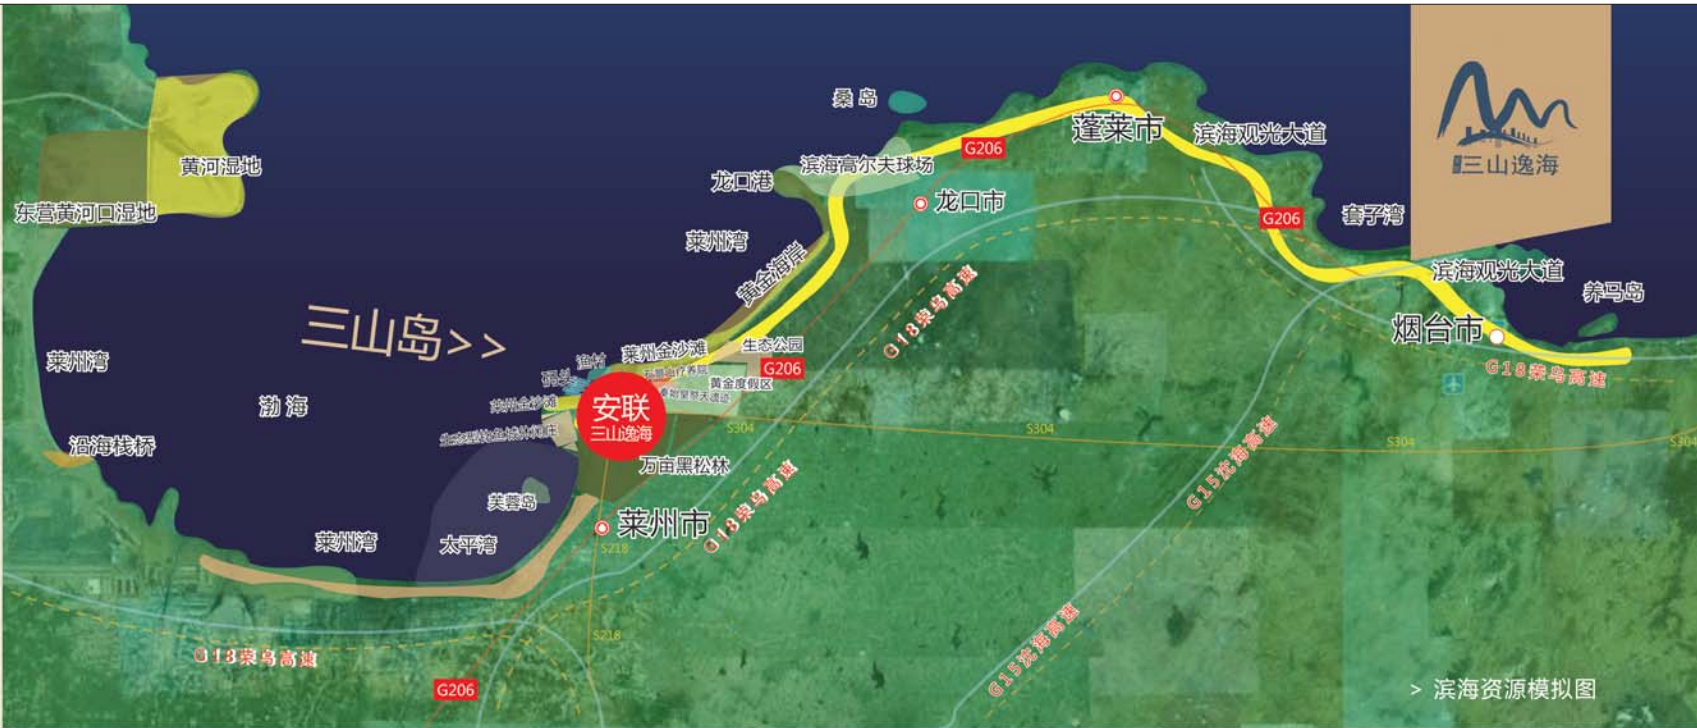 桑岛
蓬莱市
滨海观光大道
三山逸海
G206
滨海高尔夫球场
黄河湿地
龙口港
龙口市
东营黄河口湿地
G206
套子湾
莱州湾
黄金海岸
滨海观光大道
养马岛
G18荣乌高速
三山岛>>
烟台市
莱州金沙滩
生态公园
渔村
莱州湾
G206
G18荣乌高速
码头
黄金度假区
莱州金沙滩
渤海
安联
三山逸海
S304
S304
S304
S304
沿海栈桥
万亩黑松林
G15沈海高速
芙蓉岛
G18荣乌高速
莱州市
莱州湾
太平湾
S218
S218
G18荣乌高速
G15沈海高速
G206
> 滨海资源模拟图